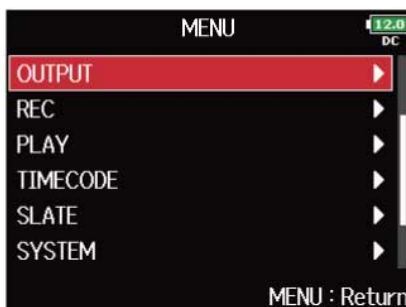 MENU
12.0
DC
OUTPUT
REC
PLAY
TIMECODE
SLATE
SYSTEM
MENU : Return